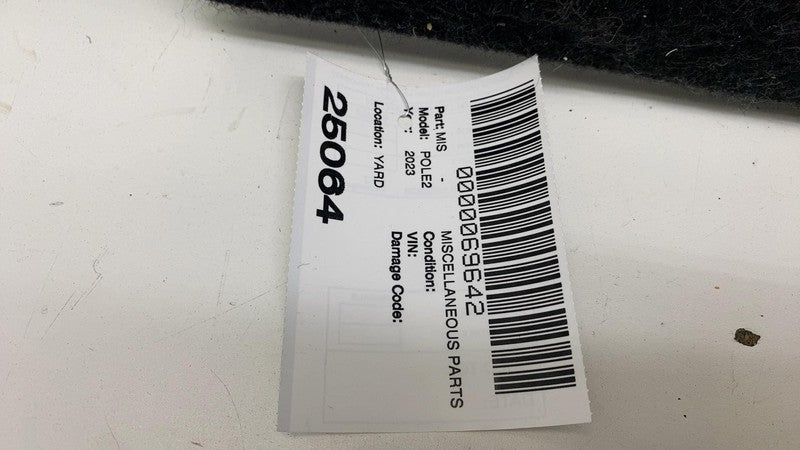 0000069642
Part: MIS - MISCELLANEOUS PARTS
Model: POLE2 Condition:
2023 VIN:
Damage Code:
Location: YARD
25064